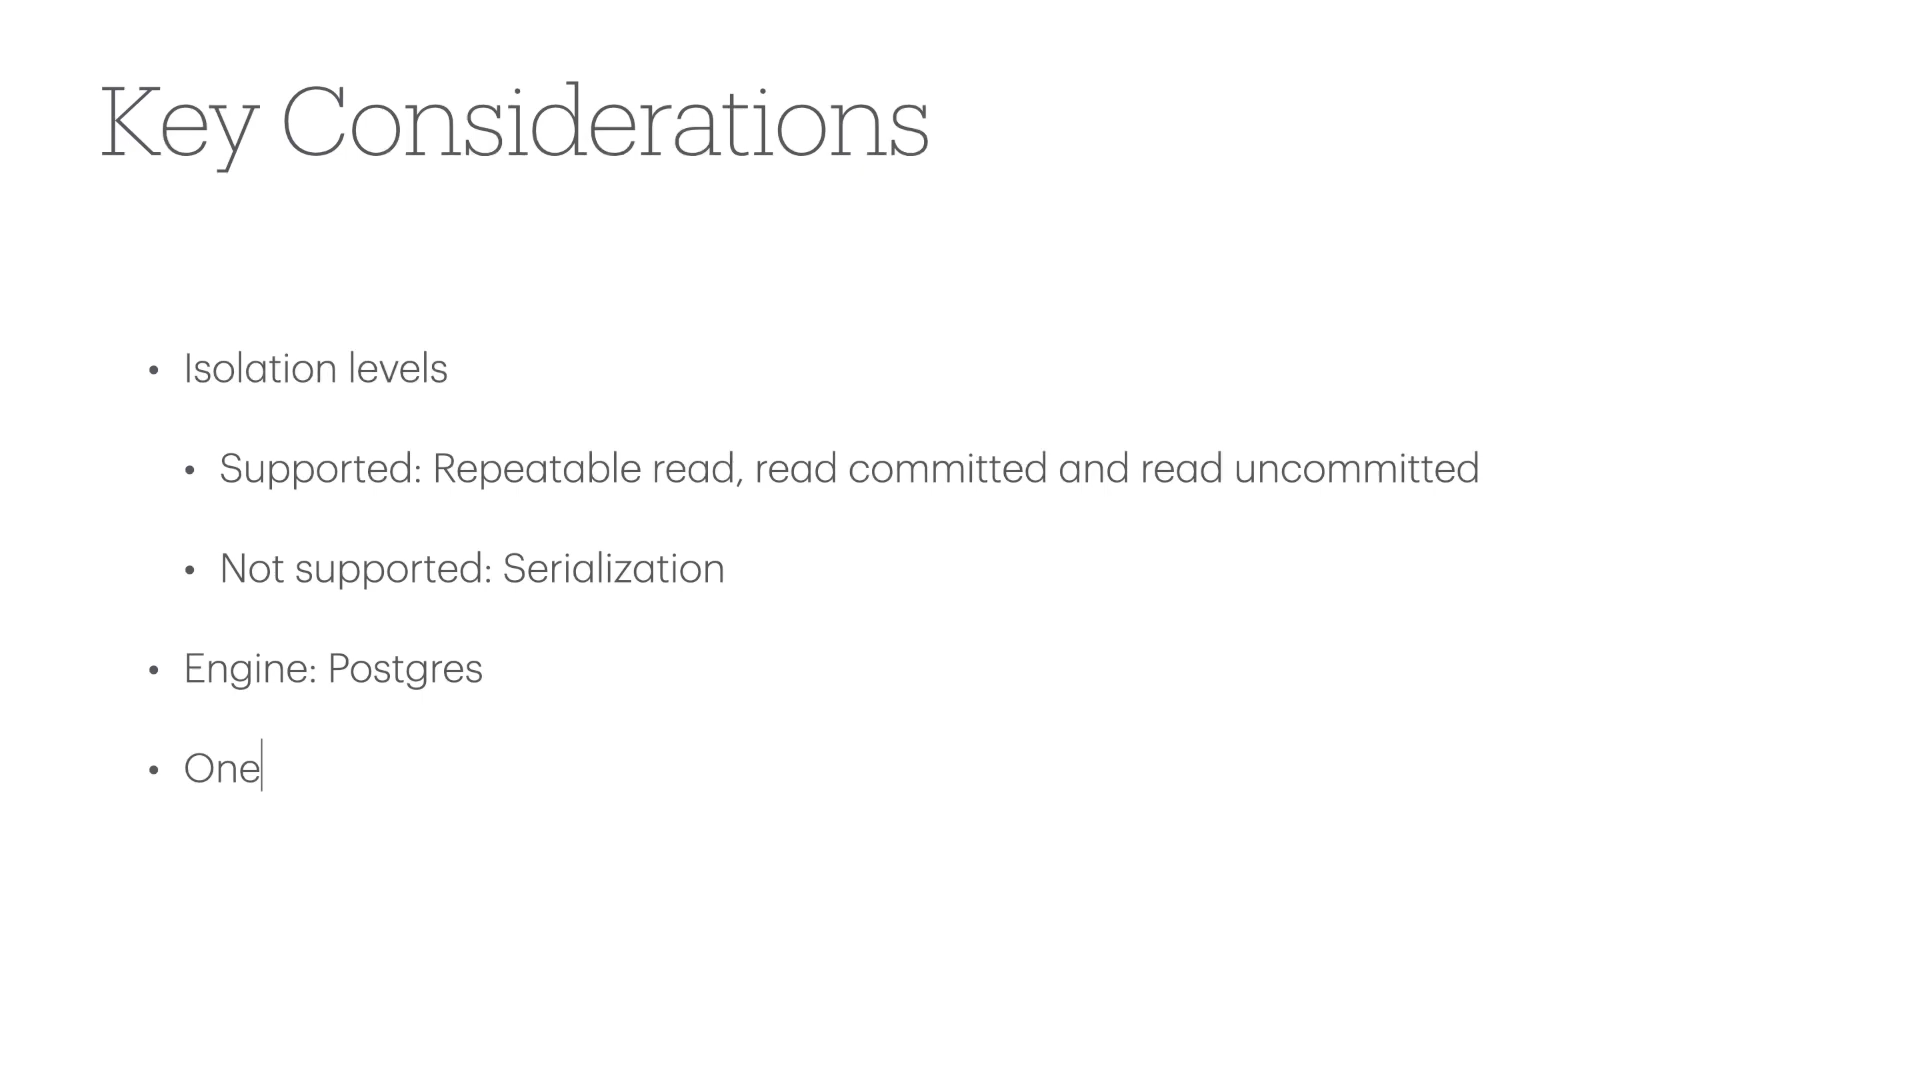 Key Considerations
• Isolation levels
• Supported: Repeatable read, read committed and read uncommitted
• Not supported: Serialization
• Engine: Postgres
• One